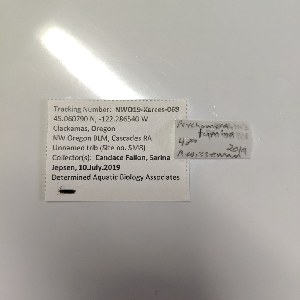 Tracking Number: NWO19-Xerces-069
45.060790 N, -122.286540 W
Clackamas, Oregon
NW Oregon BLM, Cascades RA
Unnamed trib (Site no. SM8)
Collector(s): Candace Fallon, Sarina
Jepsen, 10.July.2019
Determined Aquatic Biology Associates
2019